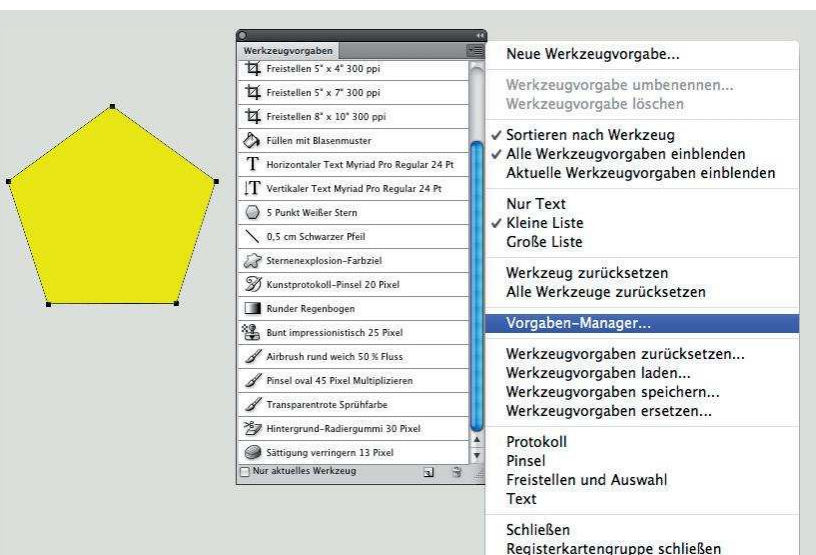 Werkzeugvorgaben
Freistellen 5" x 4" 300 ppi
Freistellen 5" x 7" 300 ppi
Freistellen 8" x 10" 300 ppi
Füllen mit Blasenmuster
Horizontaler Text Myriad Pro Regular 24 Pt
Vertikaler Text Myriad Pro Regular 24 Pt
5 Punkt Weißer Stern
0,5 cm Schwarzer Pfeil
Sternenexplosion-Farbziel
Kunstprotokoll-Pinsel 20 Pixel
Runder Regenbogen
Bunt impressionistisch 25 Pixel
Airbrush rund weich 50 % Fluss
Pinsel oval 45 Pixel Multiplizieren
Transparentrote Sprühfarbe
Hintergrund-Radiergummi 30 Pixel
Sättigung verringern 13 Pixel
Nur aktuelles Werkzeug
Neue Werkzeugvorgabe...
Werkzeugvorgabe umbenennen...
Werkzeugvorgabe löschen
Sortieren nach Werkzeug
Alle Werkzeugvorgaben einblenden
Aktuelle Werkzeugvorgaben einblenden
Nur Text
Kleine Liste
Große Liste
Werkzeug zurücksetzen
Alle Werkzeuge zurücksetzen
Vorgaben-Manager...
Werkzeugvorgaben zurücksetzen...
Werkzeugvorgaben laden...
Werkzeugvorgaben speichern...
Werkzeugvorgaben ersetzen...
Protokoll
Pinsel
Freistellen und Auswahl
Text
Schließen
Registerkartengruppe schließen